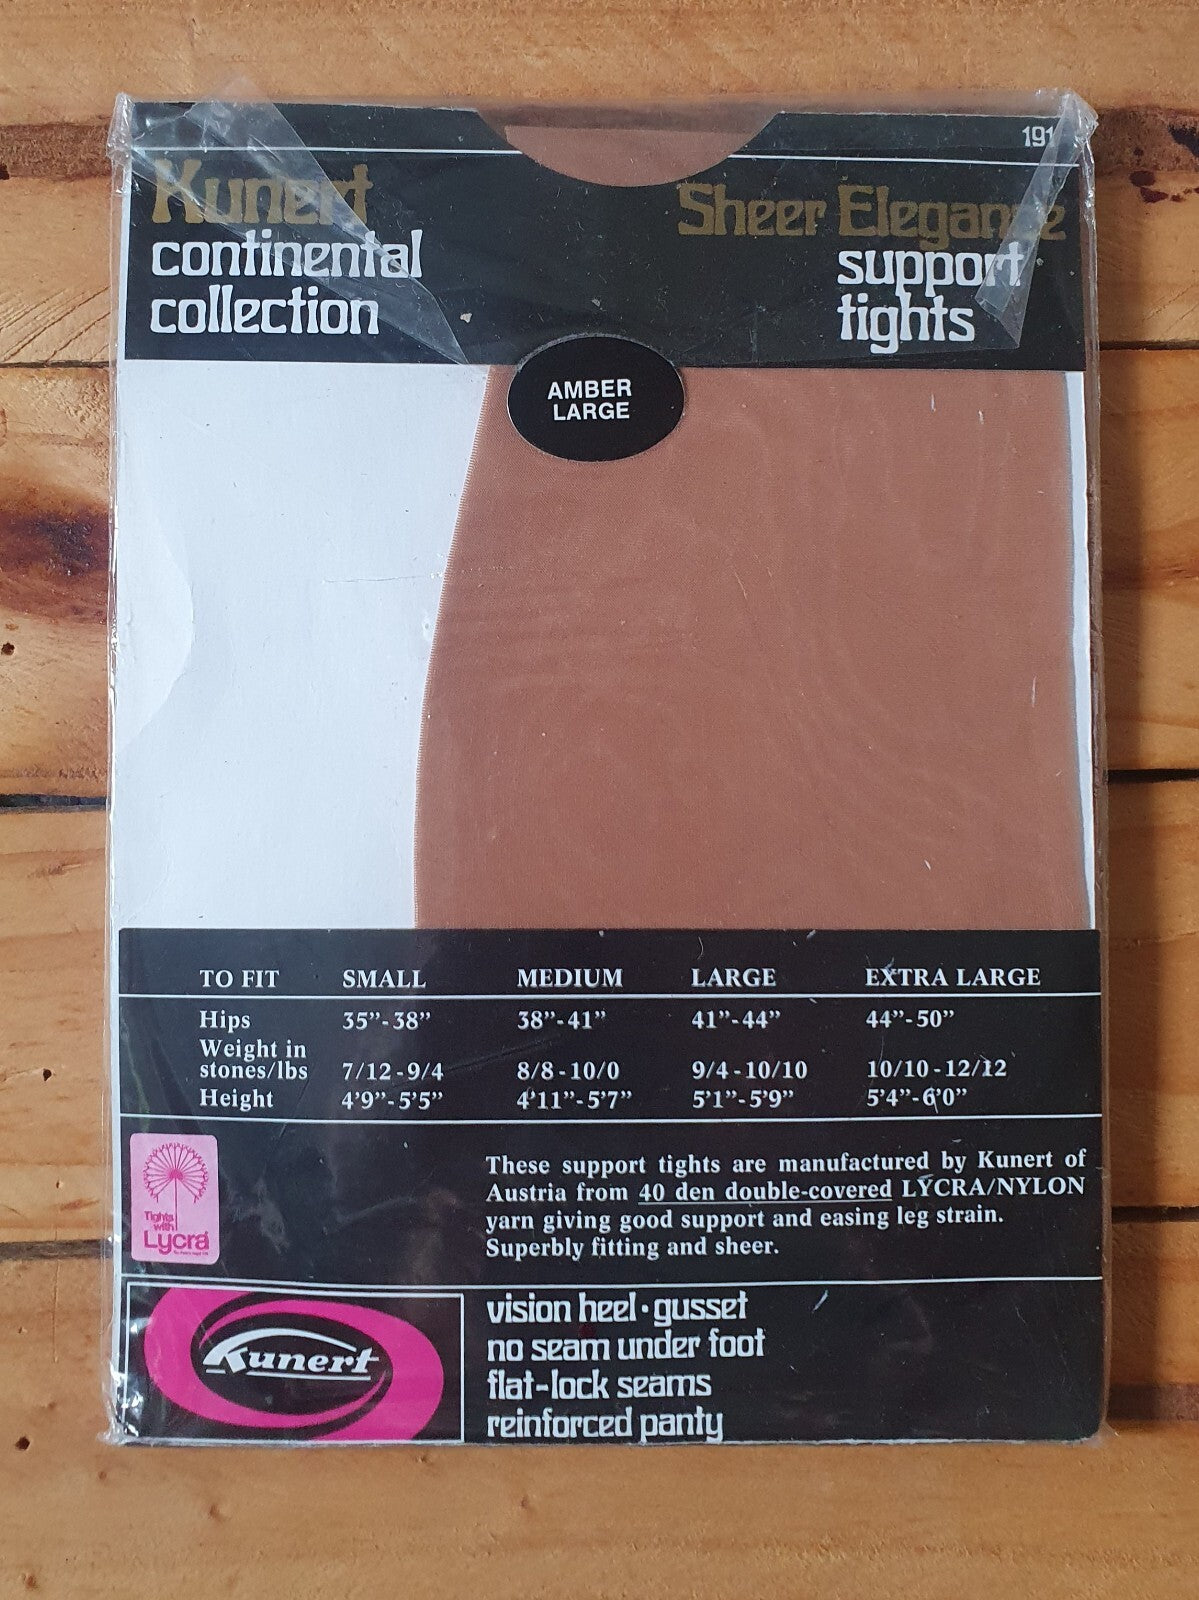 191
Kunert
continental
collection
Sheer Elegance
support
tights
AMBER
LARGE
TO FIT SMALL MEDIUM LARGE EXTRA LARGE
Hips 35”-38” 38”-41” 41”-44” 44”-50”
Weight in
stones/lbs 7/12-9/4 8/8-10/0 9/4-10/10 10/10-12/12
Height 4’9”-5’5” 4’11”-5’7” 5’1”-5’9” 5’4”-6’0”
Tights
with
Lycra
These support tights are manufactured by Kunert of
Austria from 40 den double-covered LYCRA/NYLON
yarn giving good support and easing leg strain.
Superbly fitting and sheer.
Kunert
vision heel·gusset
no seam under foot
flat-lock seams
reinforced panty